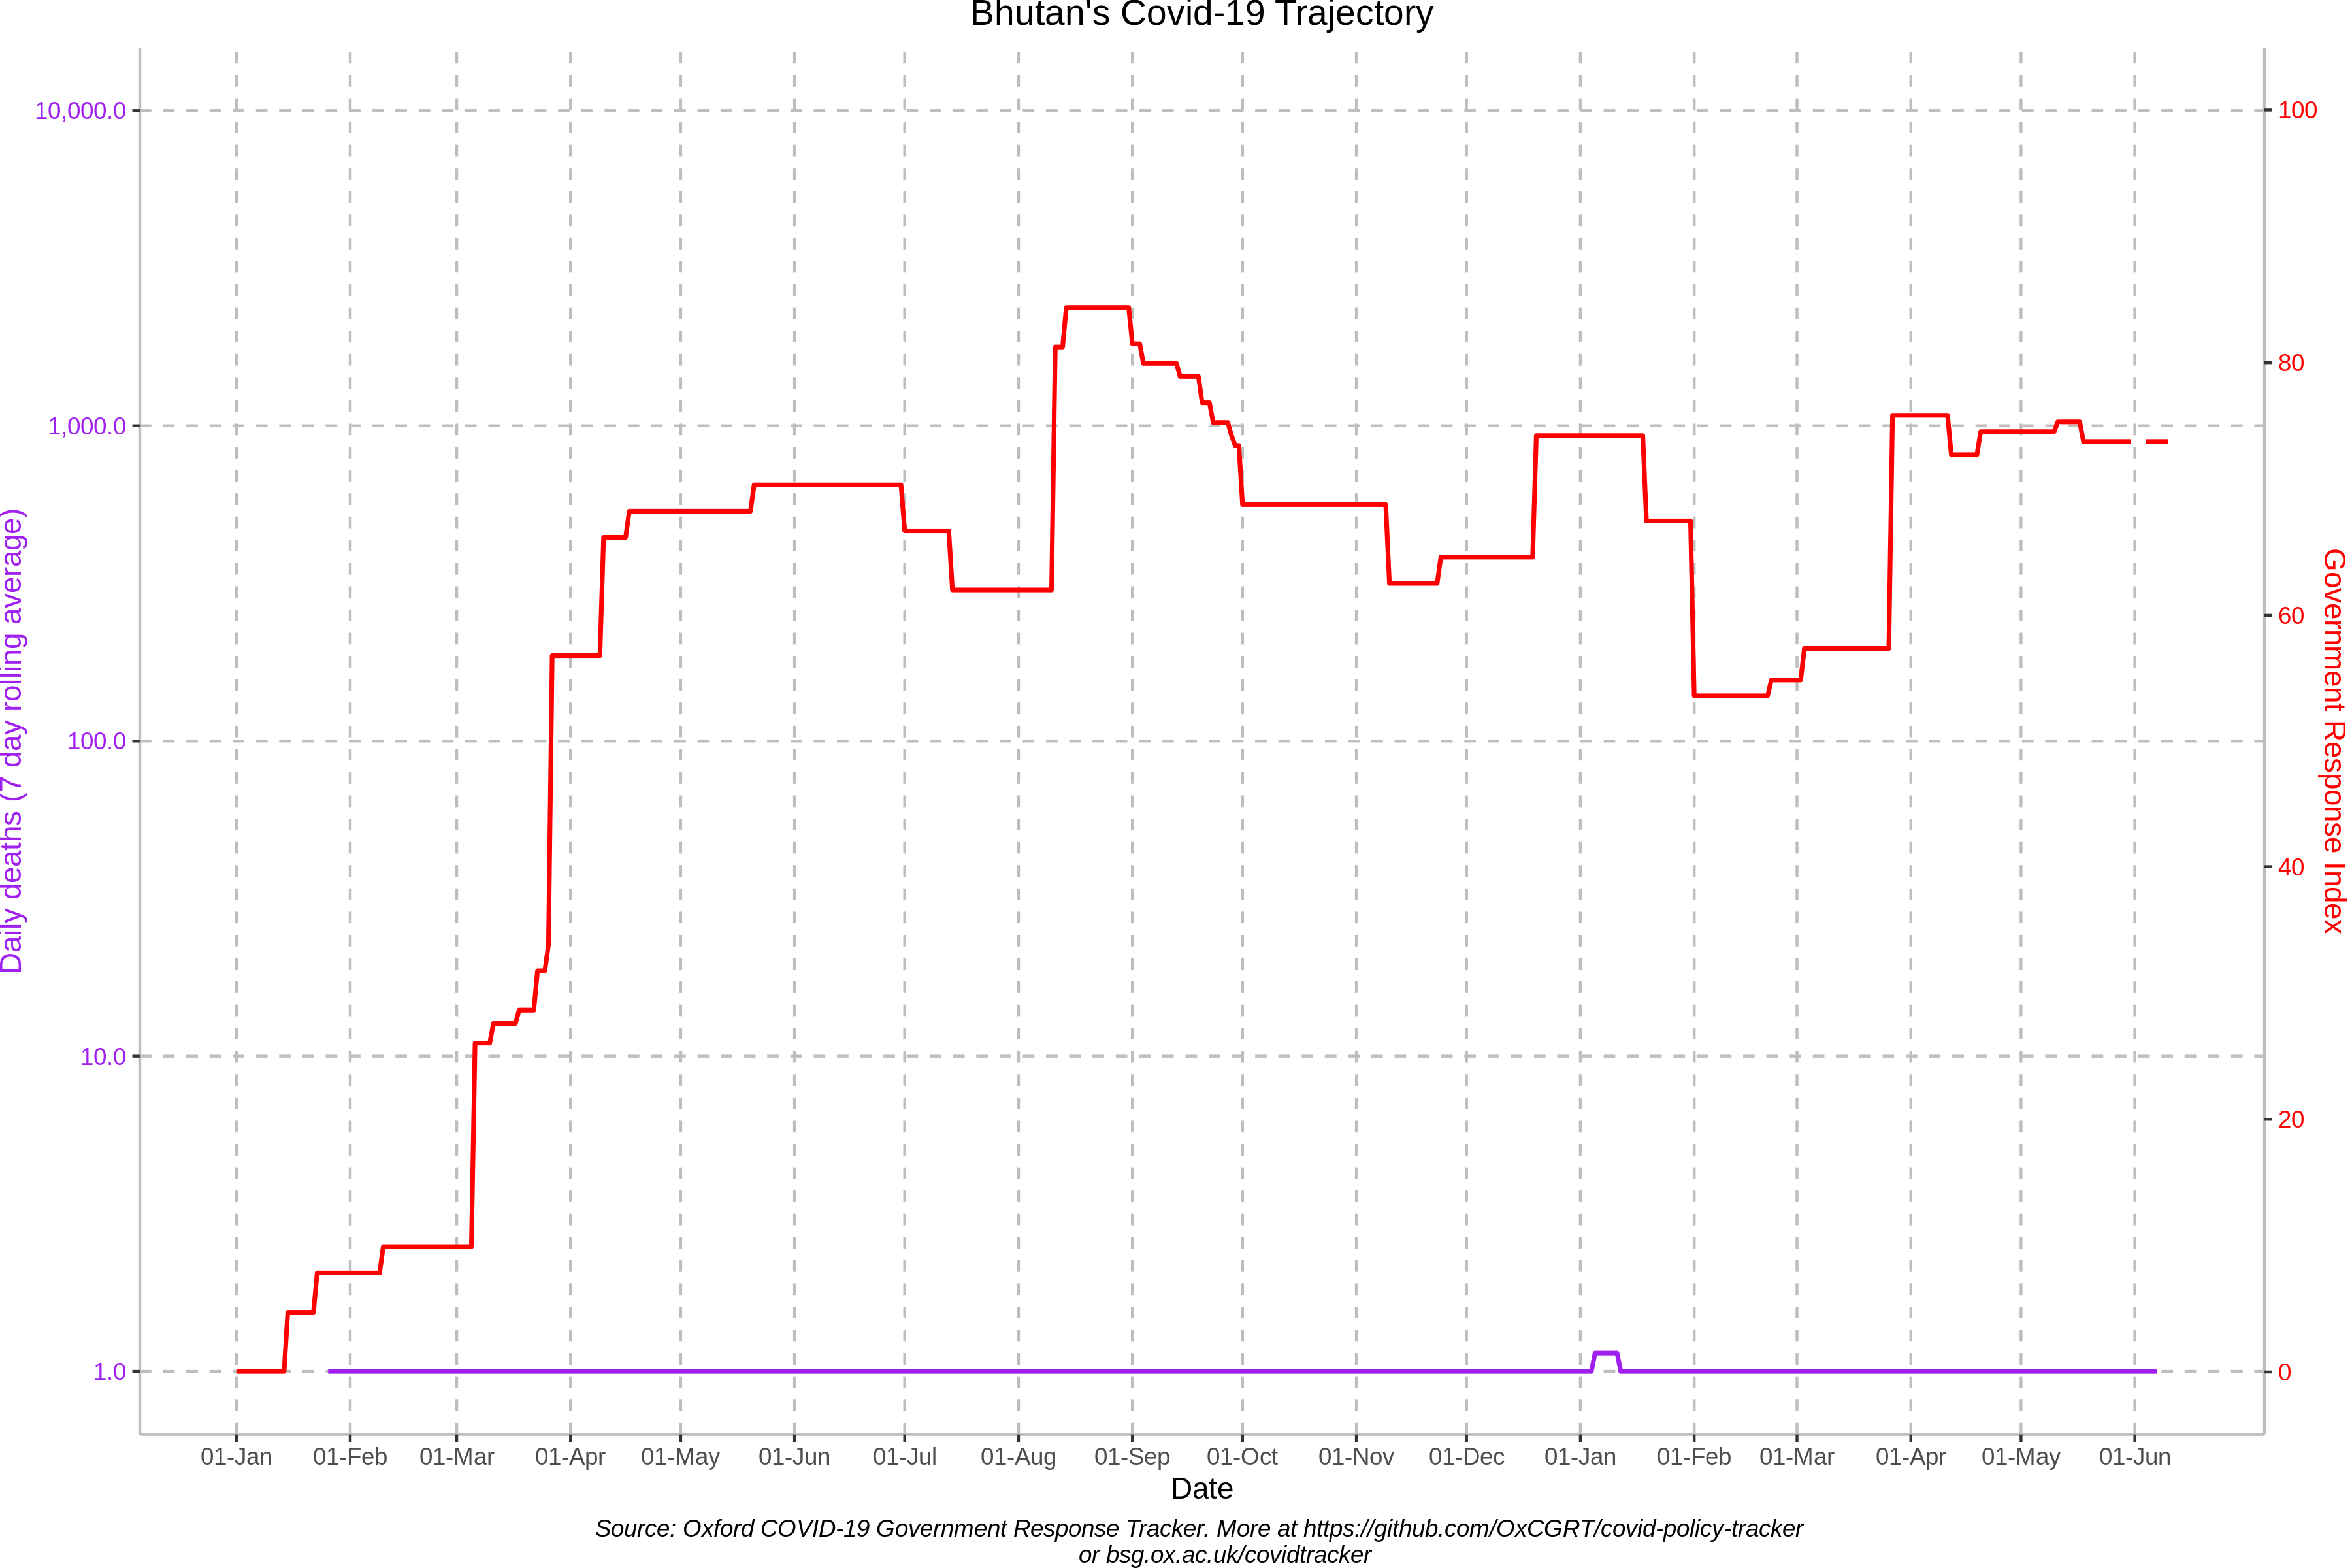 Bhutan's Covid-19 Trajectory
10,000.0
1,000.0
100.0
10.0
1.0
Daily deaths (7 day rolling average)
100
80
60
40
20
0
Government Response Index
01-Jan 01-Feb 01-Mar 01-Apr 01-May 01-Jun 01-Jul 01-Aug 01-Sep 01-Oct 01-Nov 01-Dec 01-Jan 01-Feb 01-Mar 01-Apr 01-May 01-Jun
Date
Source: Oxford COVID-19 Government Response Tracker. More at https://github.com/OxCGRT/covid-policy-tracker
or bsg.ox.ac.uk/covidtracker